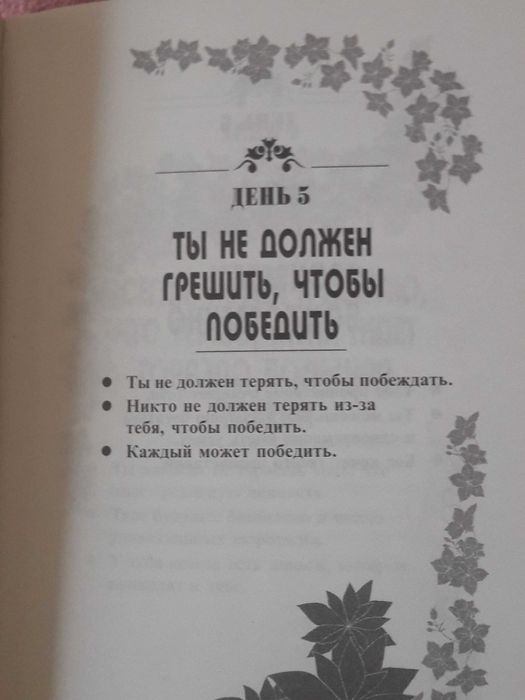 ДЕНЬ 5
ТЫ НЕ ДОЛЖЕН
ГРЕШИТЬ, ЧТОБЫ
ПОБЕДИТЬ
● Ты не должен терять, чтобы побеждать.
● Никто не должен терять из-за
тебя, чтобы победить.
● Каждый может победить.